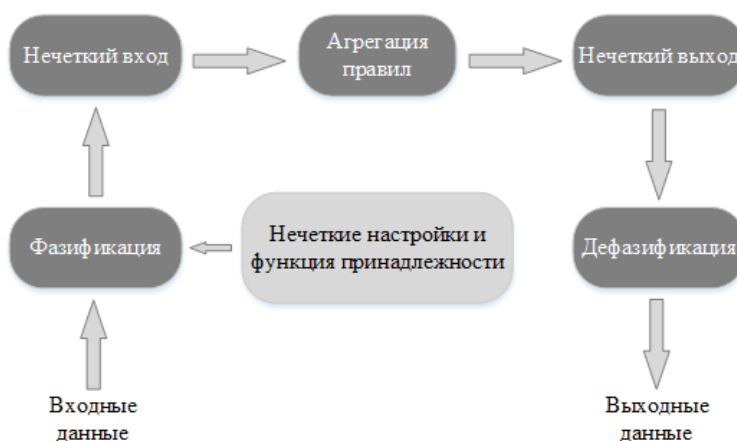 Нечеткий вход
Агрегация
правил
Нечеткий выход
Фазификация
Нечеткие настройки и
функция принадлежности
Дефазификация
Входные
данные
Выходные
данные